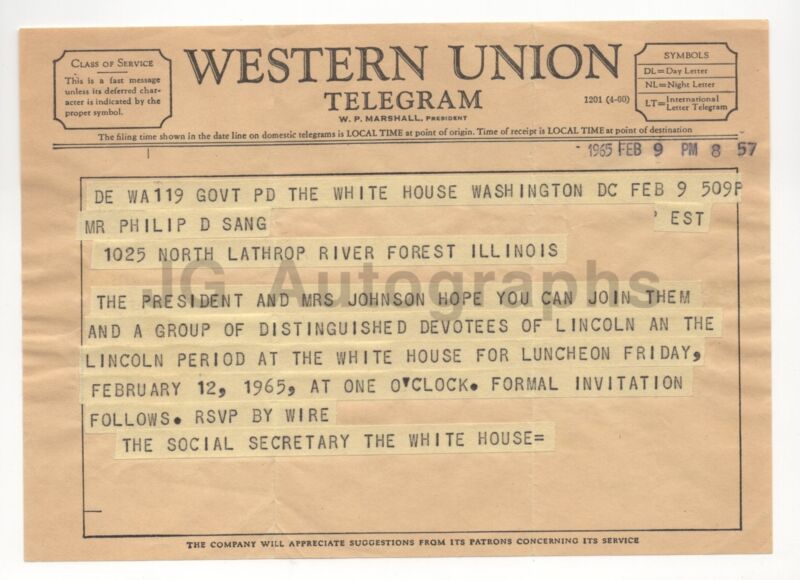 CLASS OF SERVICE
This is a fast message
unless its deferred char-
acter is indicated by the
proper symbol.
WESTERN UNION
TELEGRAM
W. P. MARSHALL, PRESIDENT
1201 (4-60)
SYMBOLS
DL=Day Letter
NL=Night Letter
LT=International Letter Telegram
The filing time shown in the date line on domestic telegrams is LOCAL TIME at point of origin. Time of receipt is LOCAL TIME at point of destination
1965 FEB 9 PM 8 57
DE WA119 GOVT PD THE WHITE HOUSE WASHINGTON DC FEB 9 509P
MR PHILIP D SANG P EST
1025 NORTH LATHROP RIVER FOREST ILLINOIS
JG Autographs
THE PRESIDENT AND MRS JOHNSON HOPE YOU CAN JOIN THEM
AND A GROUP OF DISTINGUISHED DEVOTEES OF LINCOLN AN THE
LINCOLN PERIOD AT THE WHITE HOUSE FOR LUNCHEON FRIDAY,
FEBRUARY 12, 1965, AT ONE O'CLOCK. FORMAL INVITATION
FOLLOWS. RSVP BY WIRE
THE SOCIAL SECRETARY THE WHITE HOUSE=
THE COMPANY WILL APPRECIATE SUGGESTIONS FROM ITS PATRONS CONCERNING ITS SERVICE